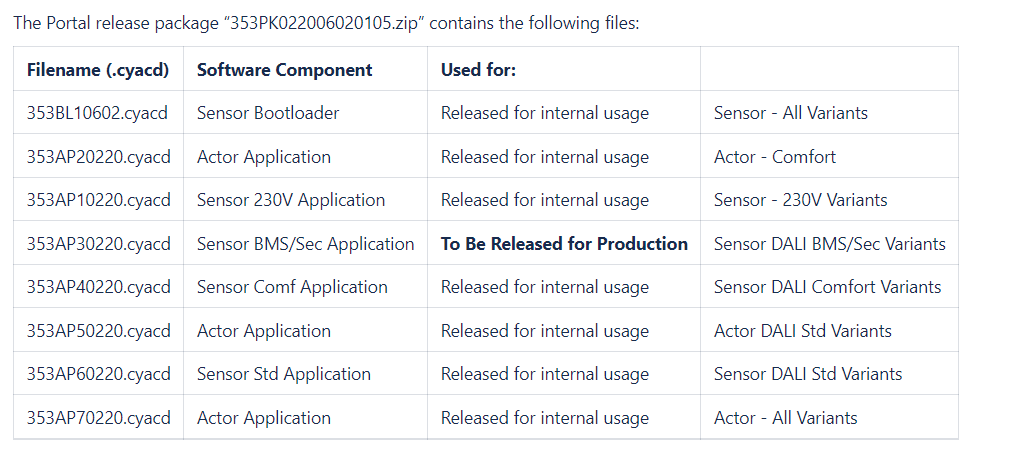 The Portal release package “353PK022006020105.zip” contains the following files:
Filename (.cyacd) Software Component Used for:
353BL10602.cyacd Sensor Bootloader Released for internal usage Sensor - All Variants
353AP20220.cyacd Actor Application Released for internal usage Actor - Comfort
353AP10220.cyacd Sensor 230V Application Released for internal usage Sensor - 230V Variants
353AP30220.cyacd Sensor BMS/Sec Application To Be Released for Production Sensor DALI BMS/Sec Variants
353AP40220.cyacd Sensor Comf Application Released for internal usage Sensor DALI Comfort Variants
353AP50220.cyacd Actor Application Released for internal usage Actor DALI Std Variants
353AP60220.cyacd Sensor Std Application Released for internal usage Sensor DALI Std Variants
353AP70220.cyacd Actor Application Released for internal usage Actor - All Variants